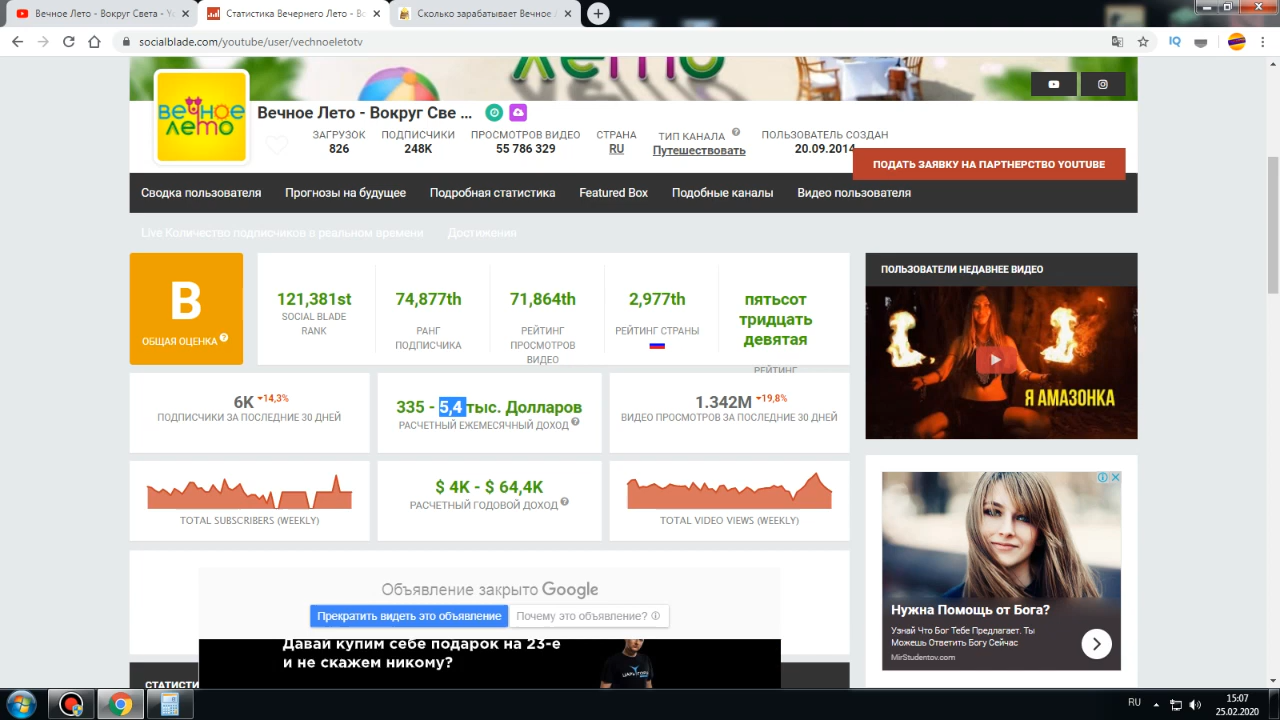 Вечное Лето - Вокруг Света - Y
Статистика Вечернего Лето - Во
Сколько зарабатывает Вечное Л
socialblade.com/youtube/user/vechnoeletotv
IQ
лето
вечное
лето
Вечное Лето - Вокруг Све ...
ЗАГРУЗОК
826
ПОДПИСЧИКИ
248K
ПРОСМОТРОВ ВИДЕО
55 786 329
СТРАНА
RU
ТИП КАНАЛА
Путешествовать
ПОЛЬЗОВАТЕЛЬ СОЗДАН
20.09.2014
ПОДАТЬ ЗАЯВКУ НА ПАРТНЕРСТВО YOUTUBE
Сводка пользователя
Прогнозы на будущее
Подробная статистика
Featured Box
Подобные каналы
Видео пользователя
Live Количество подписчиков в реальном времени
Достижения
B
ОБЩАЯ ОЦЕНКА
121,381st
SOCIAL BLADE
RANK
74,877th
РАНГ
ПОДПИСЧИКА
71,864th
РЕЙТИНГ
ПРОСМОТРОВ
ВИДЕО
2,977th
РЕЙТИНГ СТРАНЫ
пятьсот
тридцать
девятая
РЕЙТИНГ
ПОЛЬЗОВАТЕЛИ НЕДАВНЕЕ ВИДЕО
Я АМАЗОНКА
6K -14,3%
ПОДПИСЧИКИ ЗА ПОСЛЕДНИЕ 30 ДНЕЙ
335 - 5,4 тыс. Долларов
РАСЧЕТНЫЙ ЕЖЕМЕСЯЧНЫЙ ДОХОД
1.342M -19,8%
ВИДЕО ПРОСМОТРОВ ЗА ПОСЛЕДНИЕ 30 ДНЕЙ
TOTAL SUBSCRIBERS (WEEKLY)
$ 4K - $ 64,4K
РАСЧЕТНЫЙ ГОДОВОЙ ДОХОД
TOTAL VIDEO VIEWS (WEEKLY)
Объявление закрыто Google
Прекратить видеть это объявление
Почему это объявление?
Давай купим себе подарок на 23-е
и не скажем никому?
СТАТИСТИ
Нужна Помощь от Бога?
Узнай Что Бог Тебе Предлагает. Ты
Можешь Ответить Богу Сейчас
MirStudentov.com
RU
15:07
25.02.2020